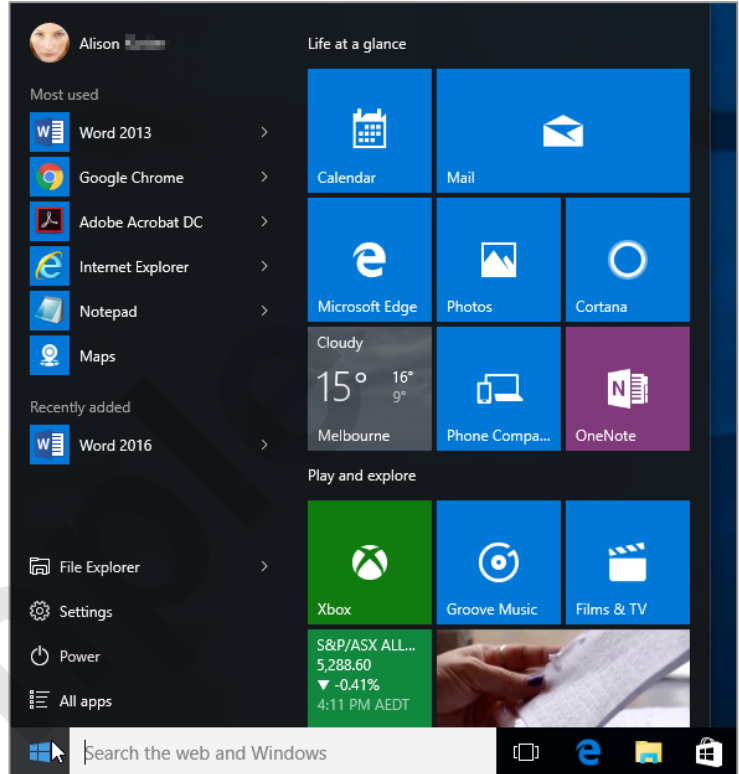 Alison
Most used
Word 2013
Google Chrome
Adobe Acrobat DC
Internet Explorer
Notepad
Maps
Recently added
Word 2016
File Explorer
Settings
Power
All apps
Life at a glance
Calendar
Mail
Microsoft Edge
Photos
Cortana
Cloudy
15° 16°
9°
Melbourne
Phone Compa...
OneNote
Play and explore
Xbox
Groove Music
Films & TV
S&P/ASX ALL...
5,288.60
▼ -0.41%
4:11 PM AEDT
Search the web and Windows